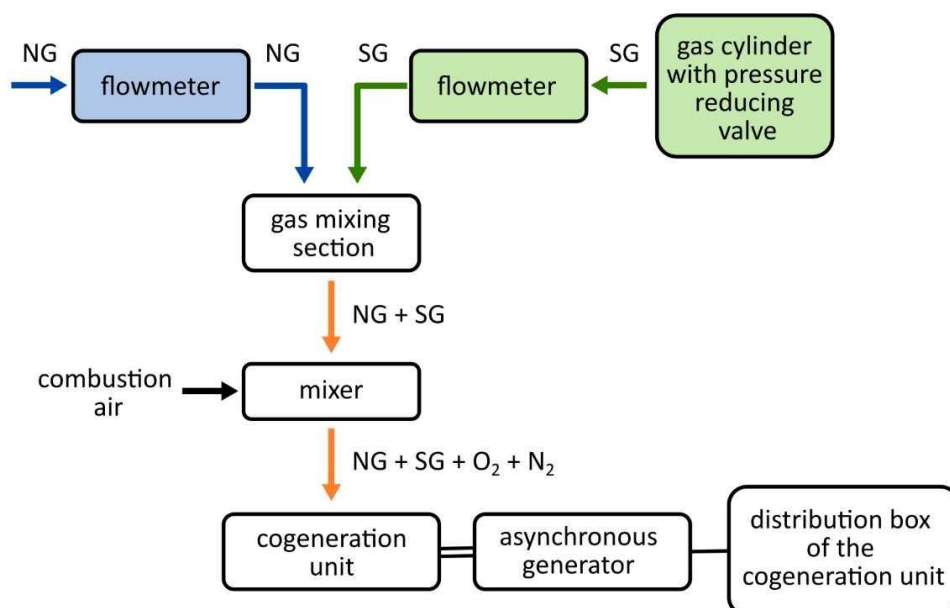 NG
flowmeter
NG
SG
flowmeter
SG
gas cylinder
with pressure
reducing
valve
gas mixing
section
NG + SG
combustion
air
mixer
NG + SG + O₂ + N₂
cogeneration
unit
asynchronous
generator
distribution box
of the
cogeneration unit